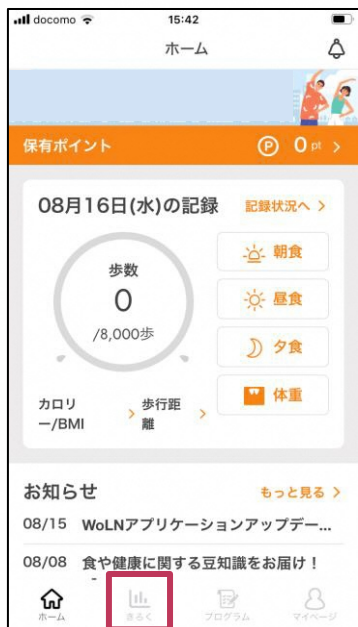 docomo 15:42
ホーム
保有ポイント P 0 pt >
08月16日(水)の記録 記録状況へ >
朝食
歩数
0
昼食
/8,000歩
夕食
体重
カロリ
ー/BMI >
歩行距
離 >
お知らせ もっと見る >
08/15 WoLNアプリケーションアップデー...
08/08 食や健康に関する豆知識をお届け！
ホーム きろく プログラム マイページ